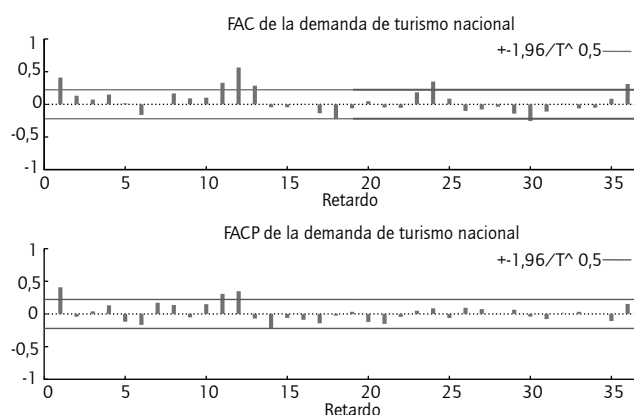 FAC de la demanda de turismo nacional
+-1,96/T^ 0,5
1
0,5
0
-0,5
-1
0 5 10 15 20 25 30 35
Retardo
FACP de la demanda de turismo nacional
+-1,96/T^ 0,5
1
0,5
0
-0,5
-1
0 5 10 15 20 25 30 35
Retardo